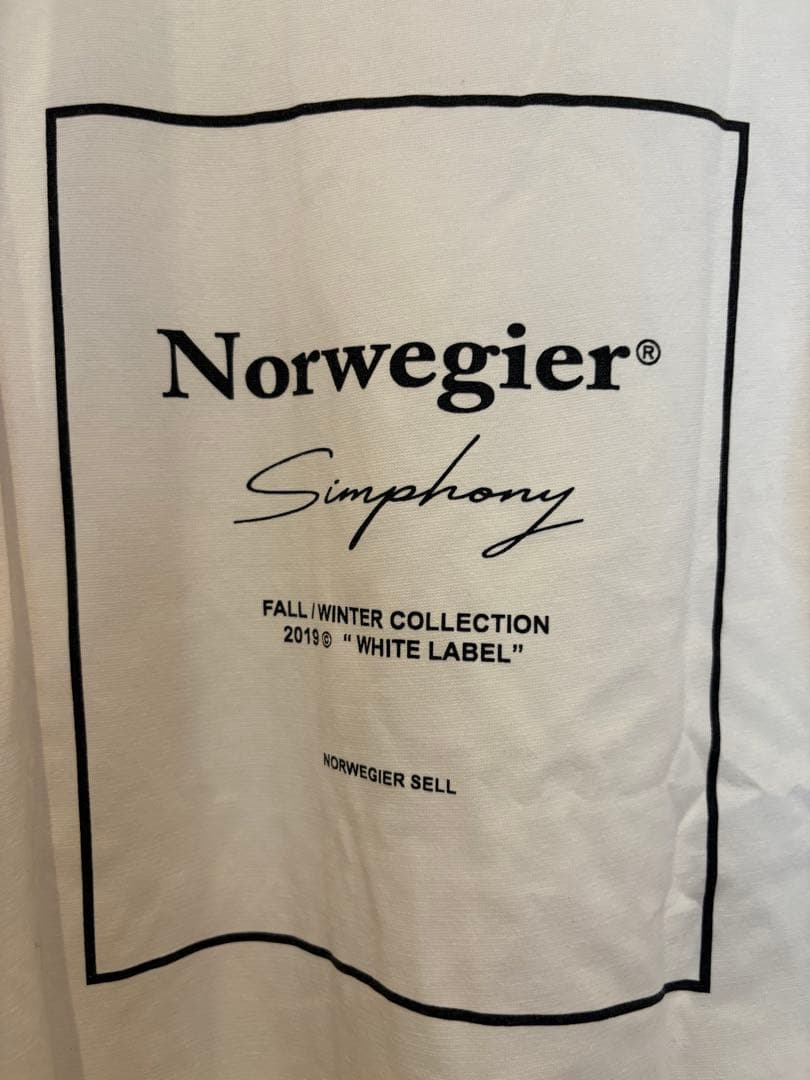 Norwegier®
Simphony
FALL/WINTER COLLECTION
2019© “WHITE LABEL”
NORWEGIER SELL